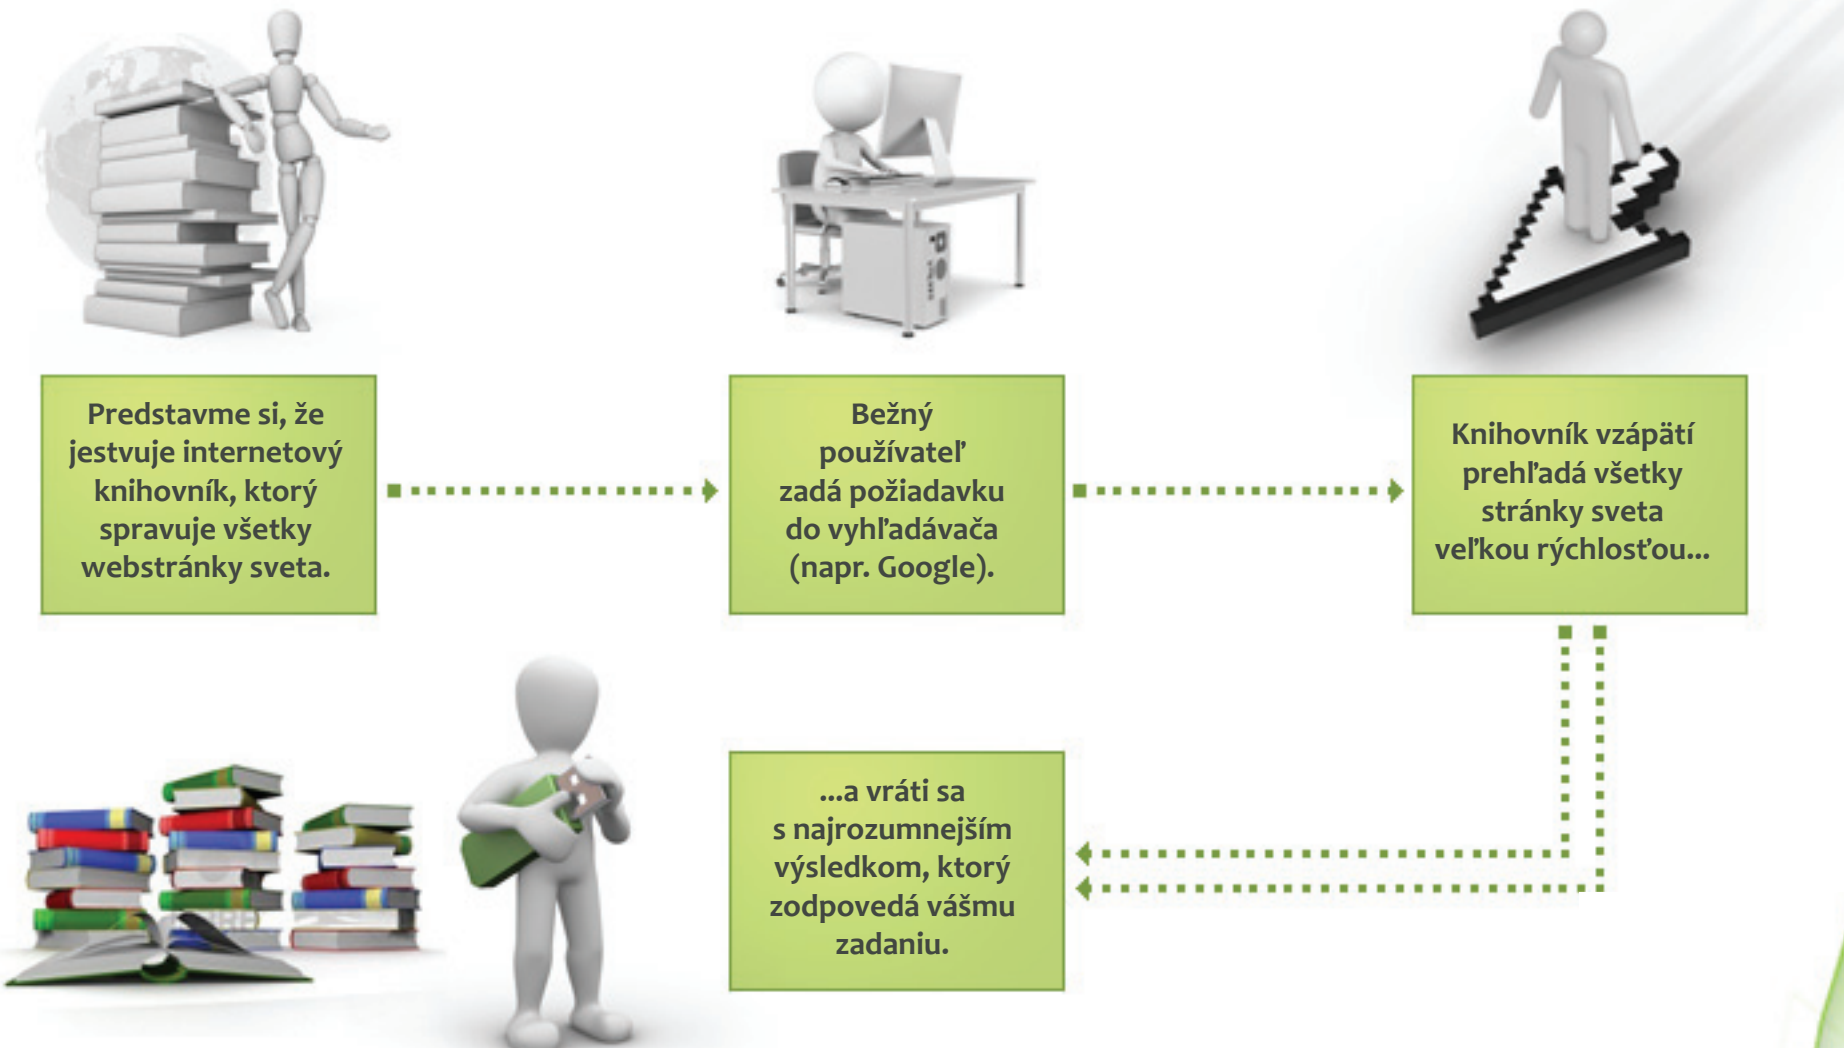 Predstavme si, že
jestvuje internetový
knihovník, ktorý
spravuje všetky
webstránky sveta.
Bežný
používateľ
zadá požiadavku
do vyhľadávača
(napr. Google).
Knihovník vzápätí
prehľadá všetky
stránky sveta
veľkou rýchlosťou...
...a vráti sa
s najrozumnejším
výsledkom, ktorý
zodpovedá vášmu
zadaniu.